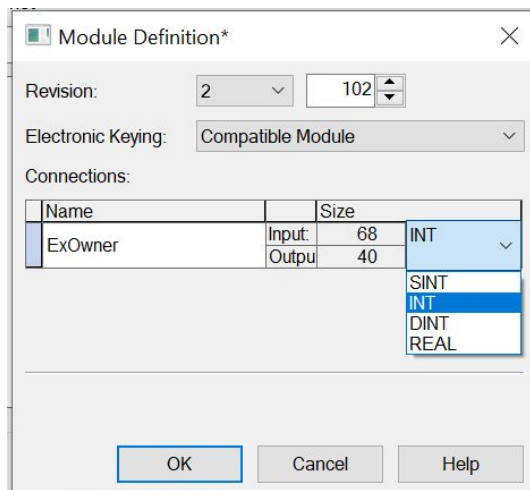 Module Definition*
Revision: 2 102
Electronic Keying: Compatible Module
Connections:
Name Size
ExOwner Input: 68 INT
Outpu 40
SINT
INT
DINT
REAL
OK Cancel Help